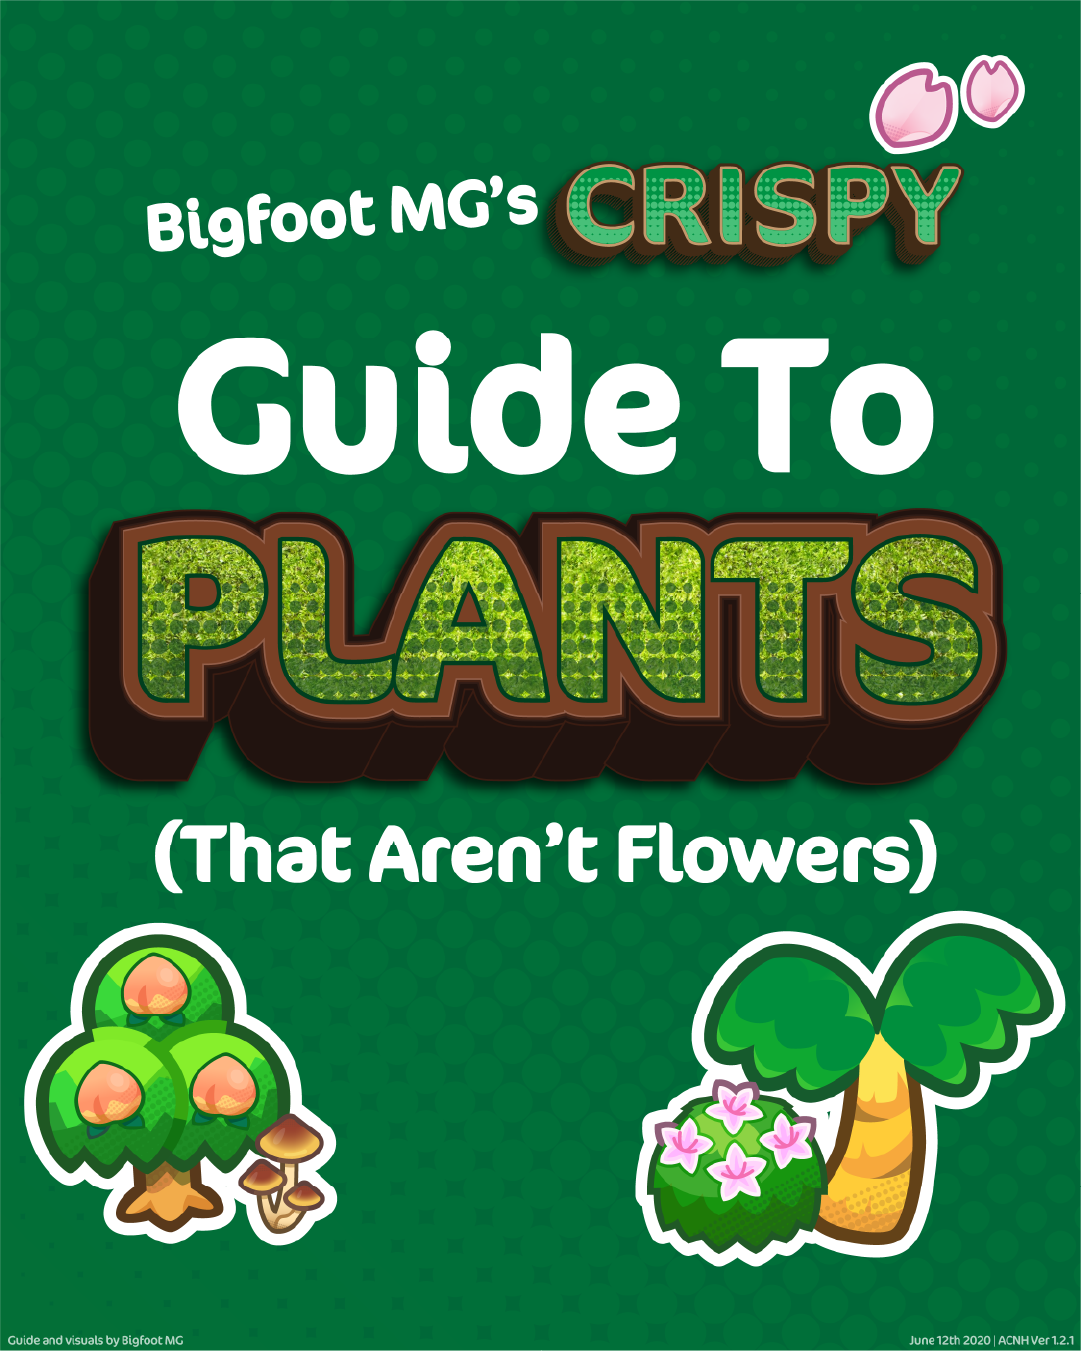 Bigfoot MG's CRISPY
Guide To
PLANTS
(That Aren't Flowers)
Guide and visuals by Bigfoot MG
June 12th 2020 | ACNH Ver 1.2.1